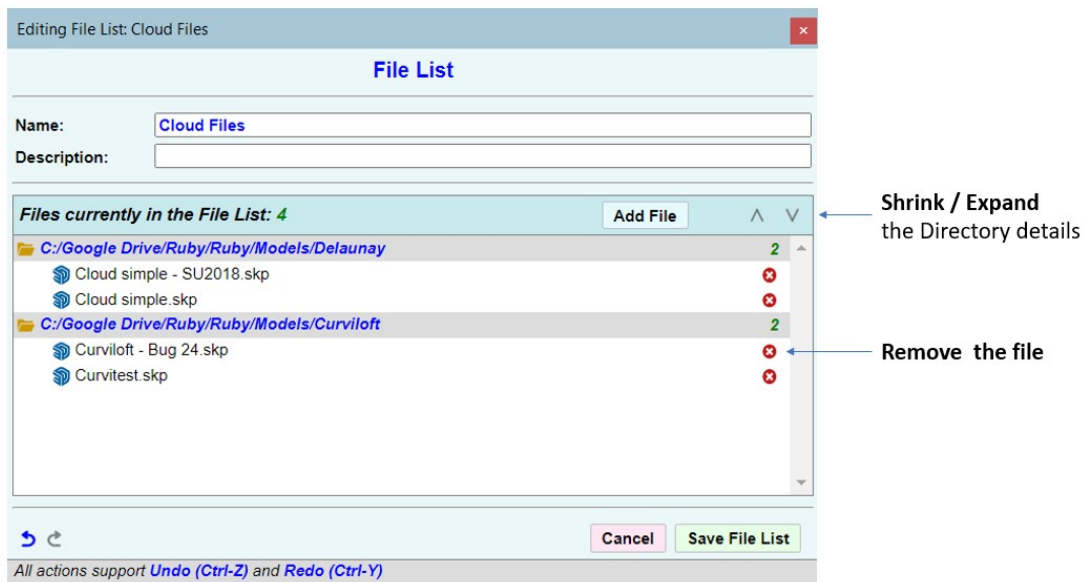 Editing File List: Cloud Files
File List
Name: Cloud Files
Description:
Files currently in the File List: 4 Add File
Shrink / Expand
the Directory details
C:/Google Drive/Ruby/Ruby/Models/Delaunay 2
Cloud simple - SU2018.skp
Cloud simple.skp
C:/Google Drive/Ruby/Ruby/Models/Curviloft 2
Curviloft - Bug 24.skp
Remove the file
Curvitest.skp
Cancel Save File List
All actions support Undo (Ctrl-Z) and Redo (Ctrl-Y)